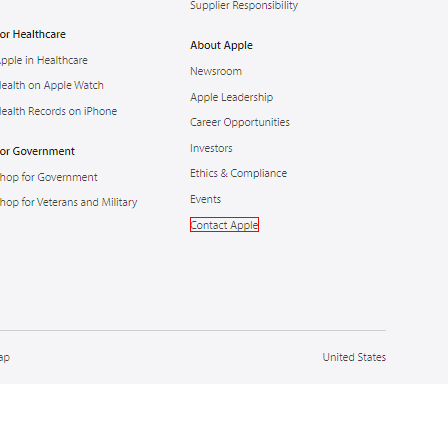 Supplier Responsibility
or Healthcare
pple in Healthcare
ealth on Apple Watch
ealth Records on iPhone
or Government
hop for Government
hop for Veterans and Military
About Apple
Newsroom
Apple Leadership
Career Opportunities
Investors
Ethics & Compliance
Events
Contact Apple
ap
United States